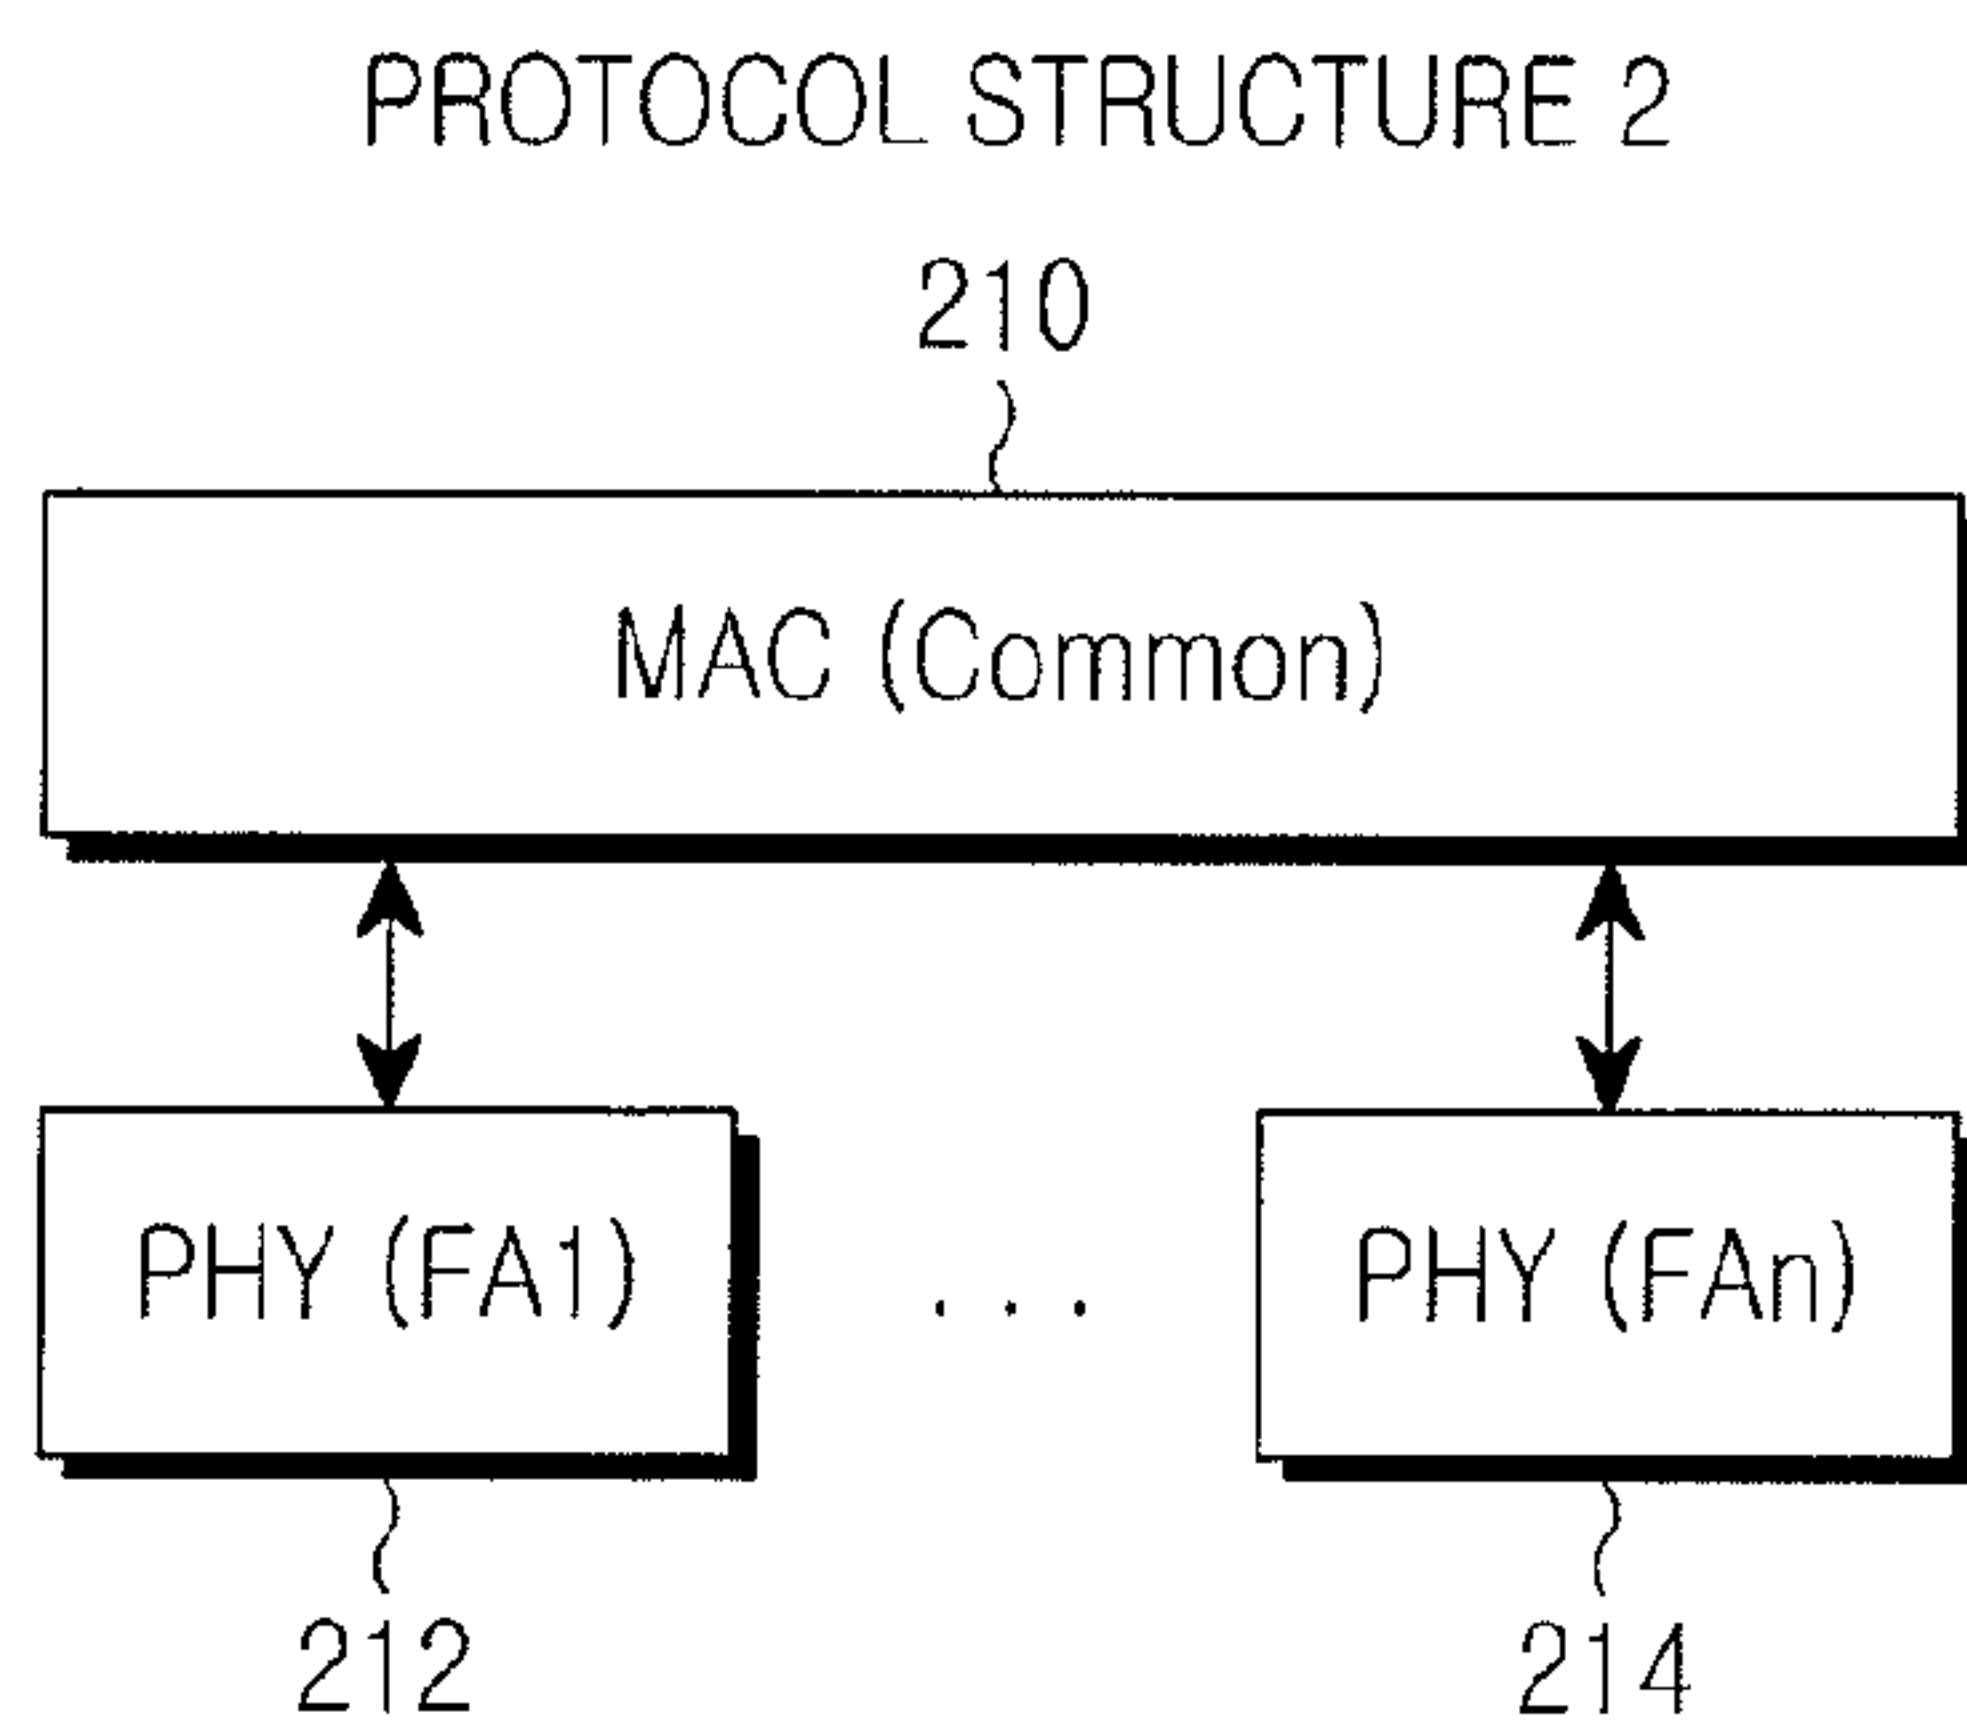 PROTOCOL STRUCTURE 2
210
MAC (Common)
PHY (FA1) . . . PHY (FAn)
212 214